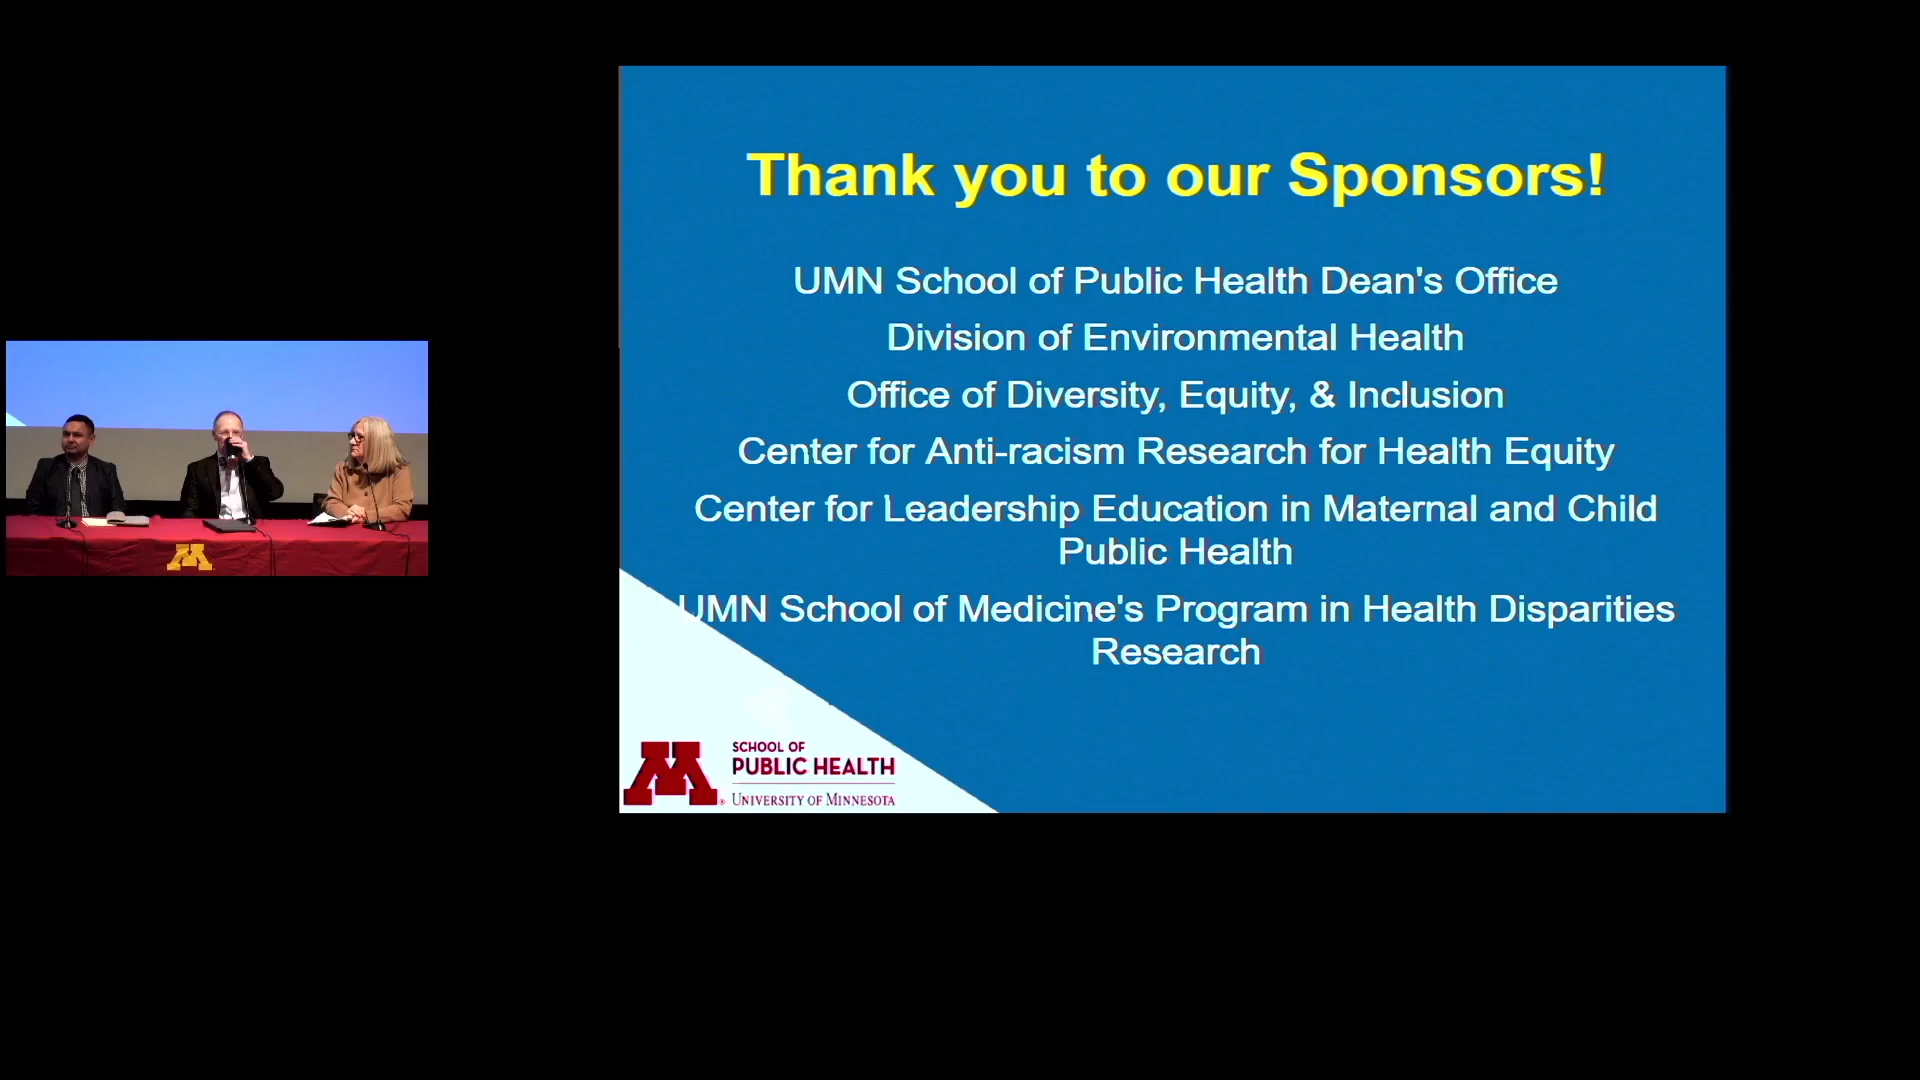 Thank you to our Sponsors!
UMN School of Public Health Dean's Office
Division of Environmental Health
Office of Diversity, Equity, & Inclusion
Center for Anti-racism Research for Health Equity
Center for Leadership Education in Maternal and Child
Public Health
UMN School of Medicine's Program in Health Disparities
Research
M
SCHOOL OF
PUBLIC HEALTH
UNIVERSITY OF MINNESOTA
M